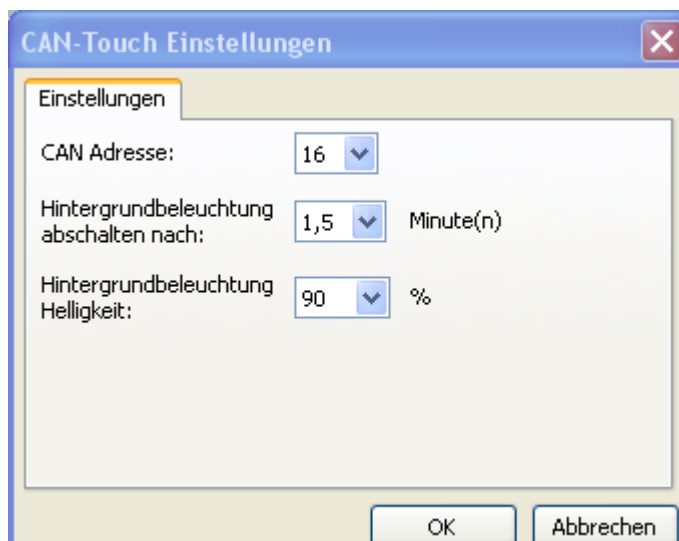 CAN-Touch Einstellungen
Einstellungen
CAN Adresse:
16
Hintergrundbeleuchtung
abschalten nach:
1,5
Minute(n)
Hintergrundbeleuchtung
Helligkeit:
90
%
OK
Abbrechen